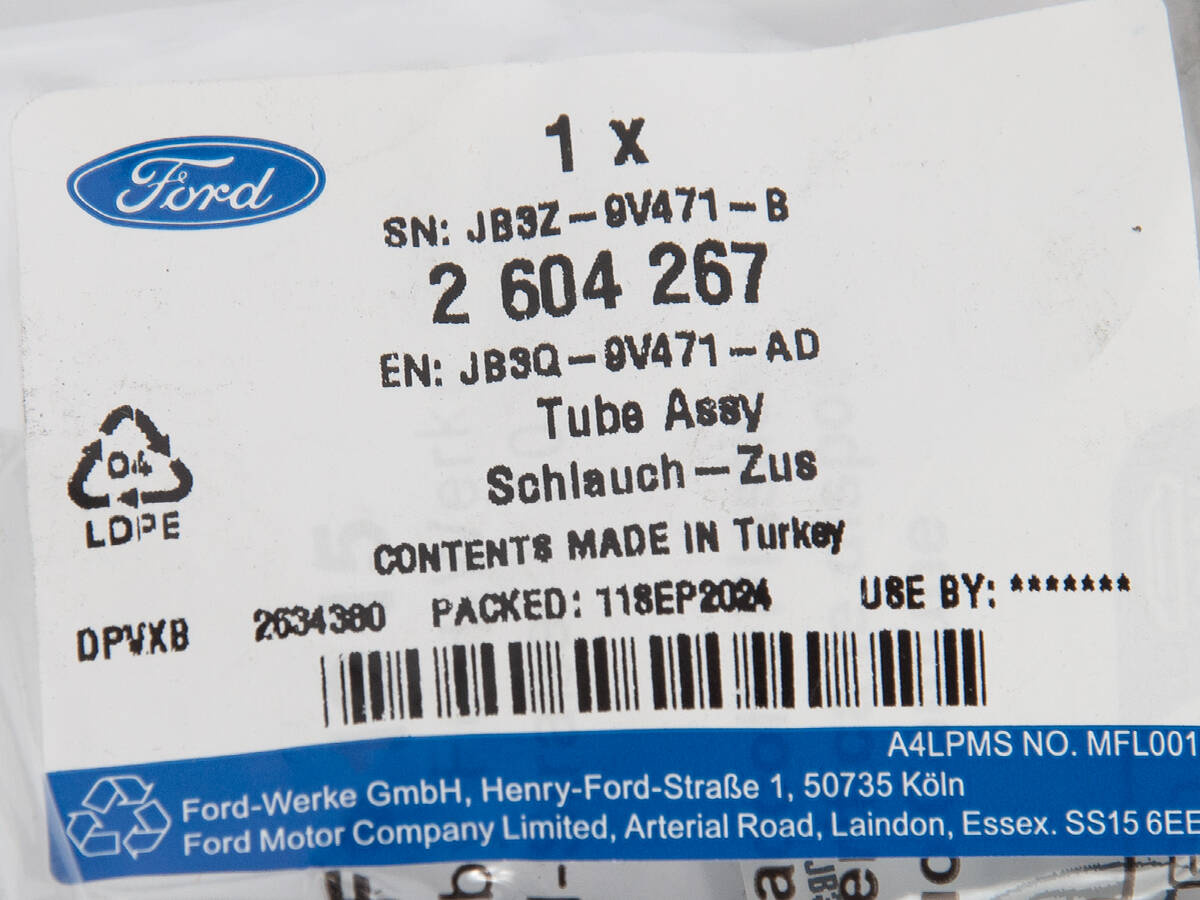 Ford
1 x
SN: JB3Z-9V471-B
2 604 267
EN: JB3Q-9V471-AD
Tube Assy
Schlauch-Zus
04
LDPE
CONTENTS MADE IN Turkey
DPVXB 2634380 PACKED: 11SEP2024 USE BY: *******
A4LPMS NO. MFL001
Ford-Werke GmbH, Henry-Ford-Straße 1, 50735 Köln
Ford Motor Company Limited, Arterial Road, Laindon, Essex. SS15 6EE